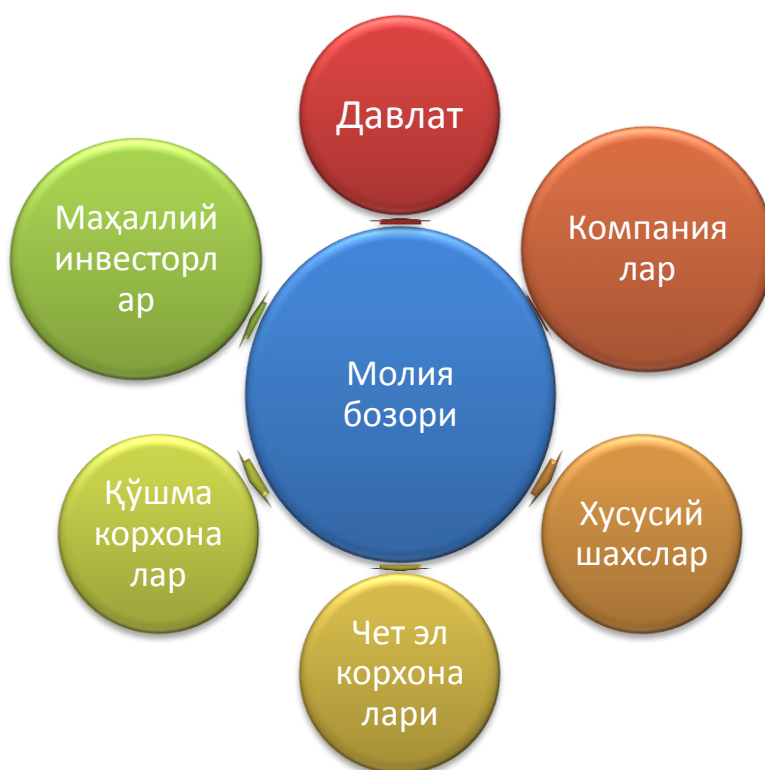 Давлат
Компания
лар
Хусусий
шахслар
Чет эл
корхона
лари
Қўшма
корхона
лар
Маҳаллий
инвесторл
ар
Молия
бозори